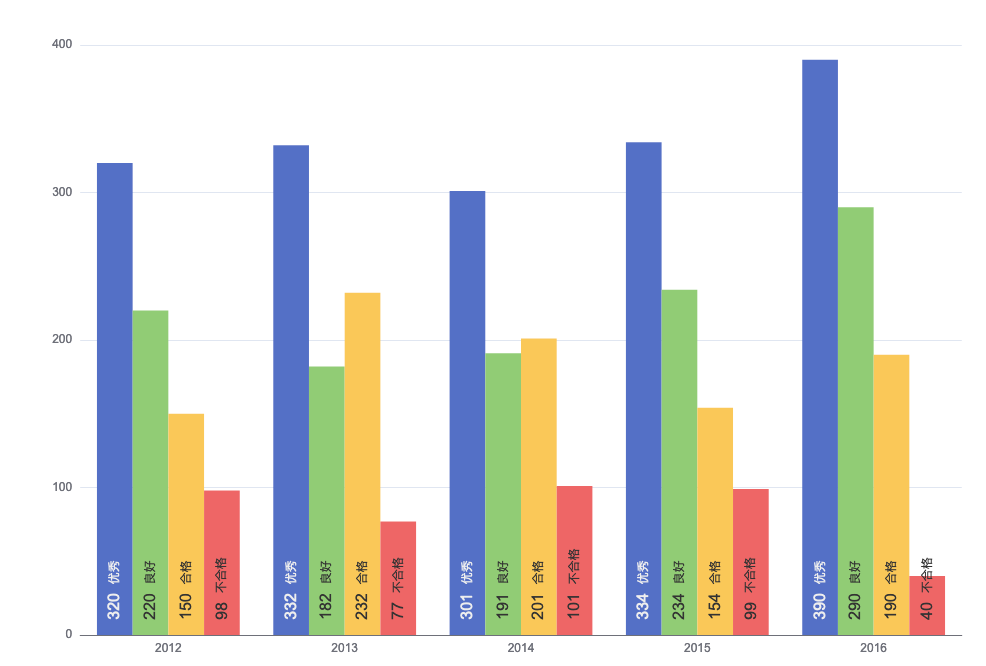 400
300
200
100
0
320 优秀
220 良好
150 合格
98 不合格
332 优秀
182 良好
232 合格
77 不合格
301 优秀
191 良好
201 合格
101 不合格
334 优秀
234 良好
154 合格
99 不合格
390 优秀
290 良好
190 合格
40 不合格
2012
2013
2014
2015
2016